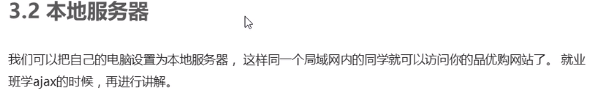 3.2 本地服务器
我们可以把自己的电脑设置为本地服务器，这样同一个局域网内的同学就可以访问你的品优购网站了。 就业
班学ajax的时候，再进行讲解。